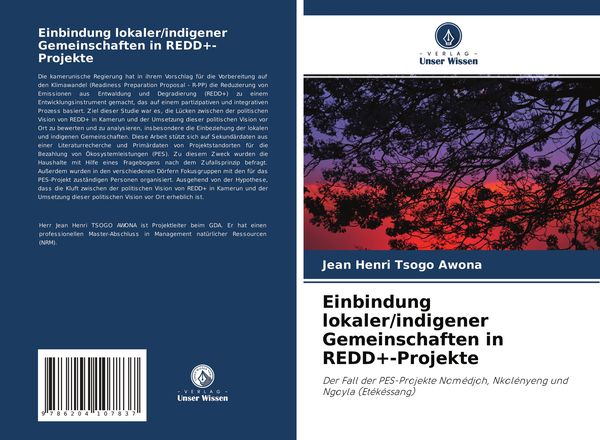 Einbindung lokaler/indigener
Gemeinschaften in REDD+-
Projekte
Die kamerunische Regierung hat in ihrem Vorschlag für die Vorbereitung auf
den Klimawandel (Readiness Preparation Proposal - R-PP) die Reduzierung von
Emissionen aus Entwaldung und Degradierung (REDD+) zu einem
Entwicklungsinstrument gemacht, das auf einem partizipativen und integrativen
Prozess basiert. Ziel dieser Studie war es, die Lücken zwischen der politischen
Vision von REDD+ in Kamerun und der Umsetzung dieser politischen Vision vor
Ort zu bewerten und zu analysieren, insbesondere die Einbeziehung der lokalen
und indigenen Gemeinschaften. Diese Arbeit stützt sich auf Sekundärdaten aus
einer Literaturrecherche und Primärdaten von Projektstandorten für die
Bezahlung von Ökosystemleistungen (PES). Zu diesem Zweck wurden die
Haushalte mit Hilfe eines Fragebogens nach dem Zufallsprinzip befragt.
Außerdem wurden in den verschiedenen Dörfern Fokusgruppen mit den für das
PES-Projekt zuständigen Personen organisiert. Ausgehend von der Hypothese,
dass die Kluft zwischen der politischen Vision von REDD+ in Kamerun und der
Umsetzung dieser politischen Vision vor Ort erheblich ist.
Herr Jean Henri TSOGO AWONA ist Projektleiter beim GDA. Er hat einen
professionellen Master-Abschluss in Management natürlicher Ressourcen
(NRM).
9 786204 107837
VERLAG
Unser Wissen
VERLAG
Unser Wissen
Jean Henri Tsogo Awona
Einbindung
lokaler/indigener
Gemeinschaften in
REDD+-Projekte
Der Fall der PES-Projekte Nomédjoh, Nkolényeng und
Ngoyla (Etékéssang)